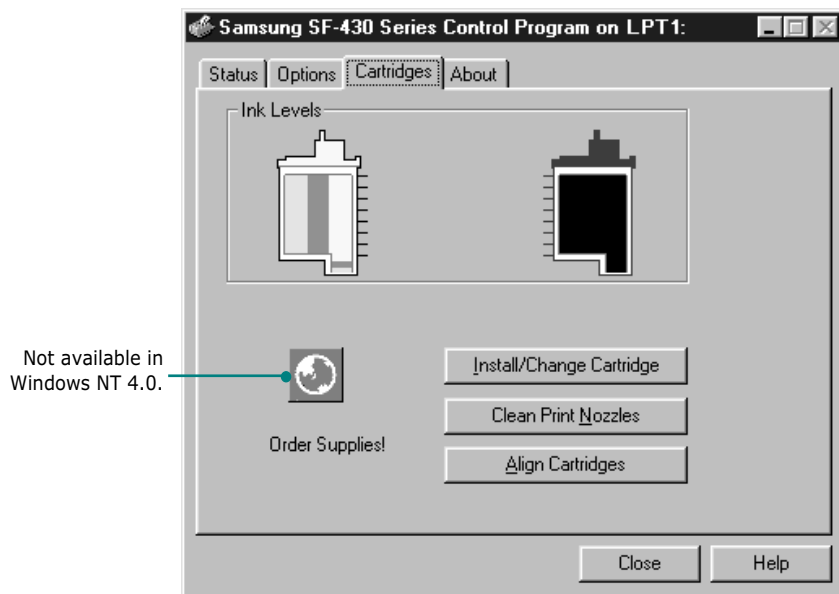 Samsung SF-430 Series Control Program on LPT1:
Status Options Cartridges About
Ink Levels
Not available in
Windows NT 4.0.
Order Supplies!
Install/Change Cartridge
Clean Print Nozzles
Align Cartridges
Close Help